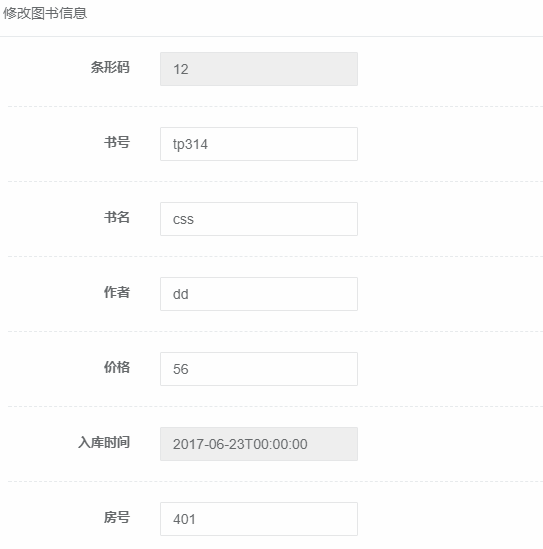 修改图书信息
条形码 12
书号 tp314
书名 css
作者 dd
价格 56
入库时间 2017-06-23T00:00:00
房号 401